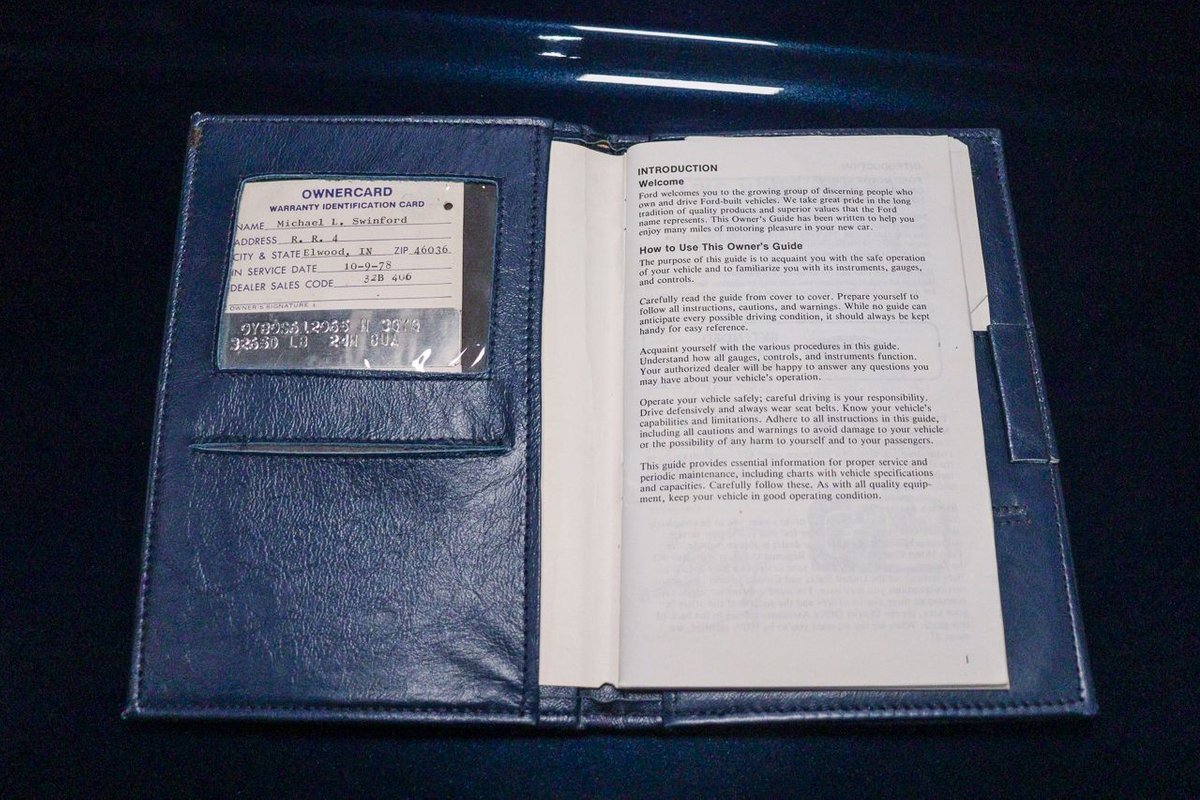 OWNERCARD
WARRANTY IDENTIFICATION CARD
NAME Michael L. Swinford
ADDRESS R. R. 4
CITY & STATE Elwood, IN ZIP 46036
IN SERVICE DATE 10-9-78
DEALER SALES CODE 32B 406
OWNER'S SIGNATURE
INTRODUCTION
Welcome
Ford welcomes you to the growing group of discerning people who
own and drive Ford-built vehicles. We take great pride in the long
tradition of quality products and superior values that the Ford
name represents. This Owner's Guide has been written to help you
enjoy many miles of motoring pleasure in your new car.
How to Use This Owner's Guide
The purpose of this guide is to acquaint you with the safe operation
of your vehicle and to familiarize you with its instruments, gauges,
and controls.
Carefully read the guide from cover to cover. Prepare yourself to
follow all instructions, cautions, and warnings. While no guide can
anticipate every possible driving condition, it should always be kept
handy for easy reference.
Acquaint yourself with the various procedures in this guide.
Understand how all gauges, controls, and instruments function.
Your authorized dealer will be happy to answer any questions you
may have about your vehicle's operation.
Operate your vehicle safely; careful driving is your responsibility.
Drive defensively and always wear seat belts. Know your vehicle's
capabilities and limitations. Adhere to all instructions in this guide,
including all cautions and warnings to avoid damage to your vehicle
or the possibility of any harm to yourself and to your passengers.
This guide provides essential information for proper service and
periodic maintenance, including charts with vehicle specifications
and capacities. Carefully follow these. As with all quality equip-
ment, keep your vehicle in good operating condition.
1